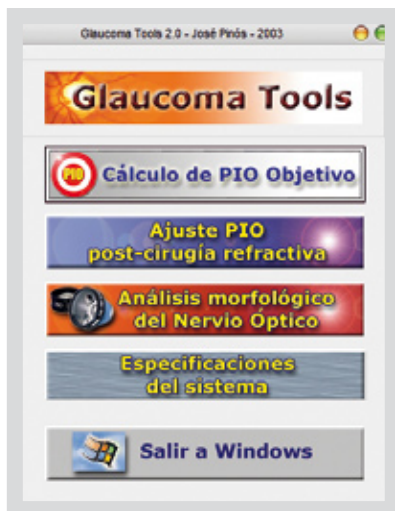 Glaucoma Tools 2.0 - José Pinós - 2003
Glaucoma Tools
PIO
Cálculo de PIO Objetivo
Ajuste PIO
post-cirugía refractiva
Análisis morfológico
del Nervio Óptico
Especificaciones
del sistema
Salir a Windows